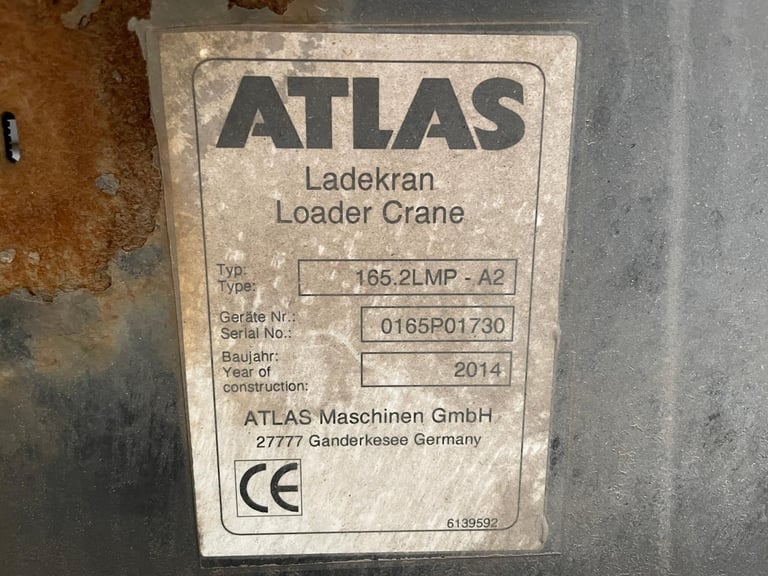 ATLAS
Ladekran
Loader Crane
Typ:
Type:
165.2LMP - A2
Geräte Nr.:
Serial No.:
0165P01730
Baujahr:
Year of
construction:
2014
ATLAS Maschinen GmbH
27777 Ganderkesee Germany
CE
6139592